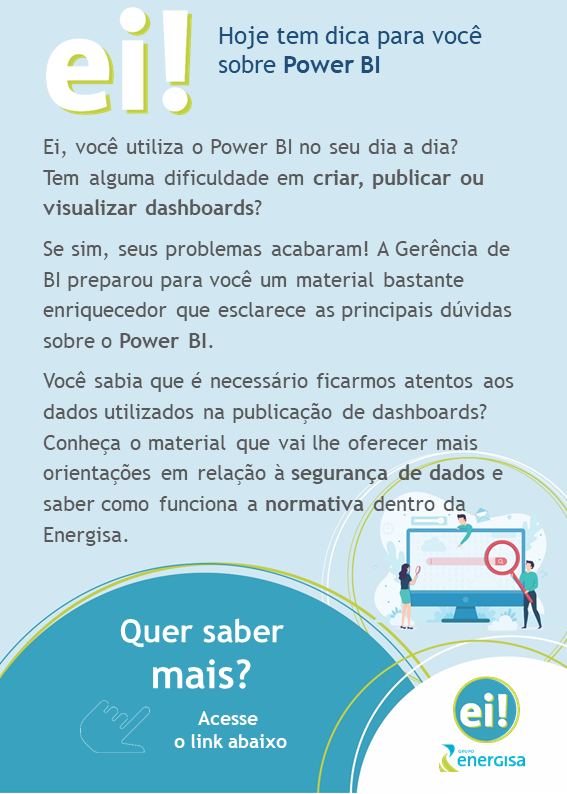 ei!
Hoje tem dica para você
sobre Power BI
Ei, você utiliza o Power BI no seu dia a dia?
Tem alguma dificuldade em criar, publicar ou
visualizar dashboards?
Se sim, seus problemas acabaram! A Gerência de
BI preparou para você um material bastante
enriquecedor que esclarece as principais dúvidas
sobre o Power BI.
Você sabia que é necessário ficarmos atentos aos
dados utilizados na publicação de dashboards?
Conheça o material que vai lhe oferecer mais
orientações em relação à segurança de dados e
saber como funciona a normativa dentro da
Energisa.
Quer saber
mais?
Acesse
o link abaixo
ei!
GRUPO
energisa